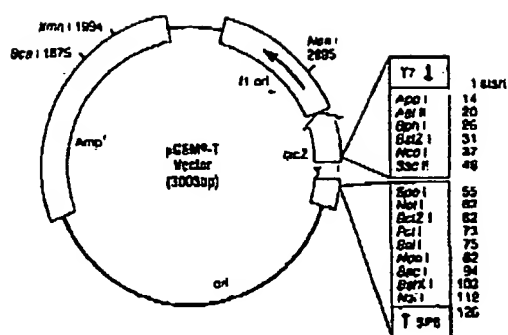 Xmn I 1994
Sca I 1875
Nae I
2695
f1 ori
Ampʳ
pGEM®-T
Vector
(3003bp)
lacZ
ori
T7 ↓
1 start
Apa I 14
Aat II 20
Sph I 26
BstZ I 31
Nco I 37
Sac II 49
Spe I 55
Not I 62
BstZ I 62
Pst I 73
Sal I 75
Nde I 82
Sac I 94
BstX I 103
Nsi I 112
126
↑ SP6